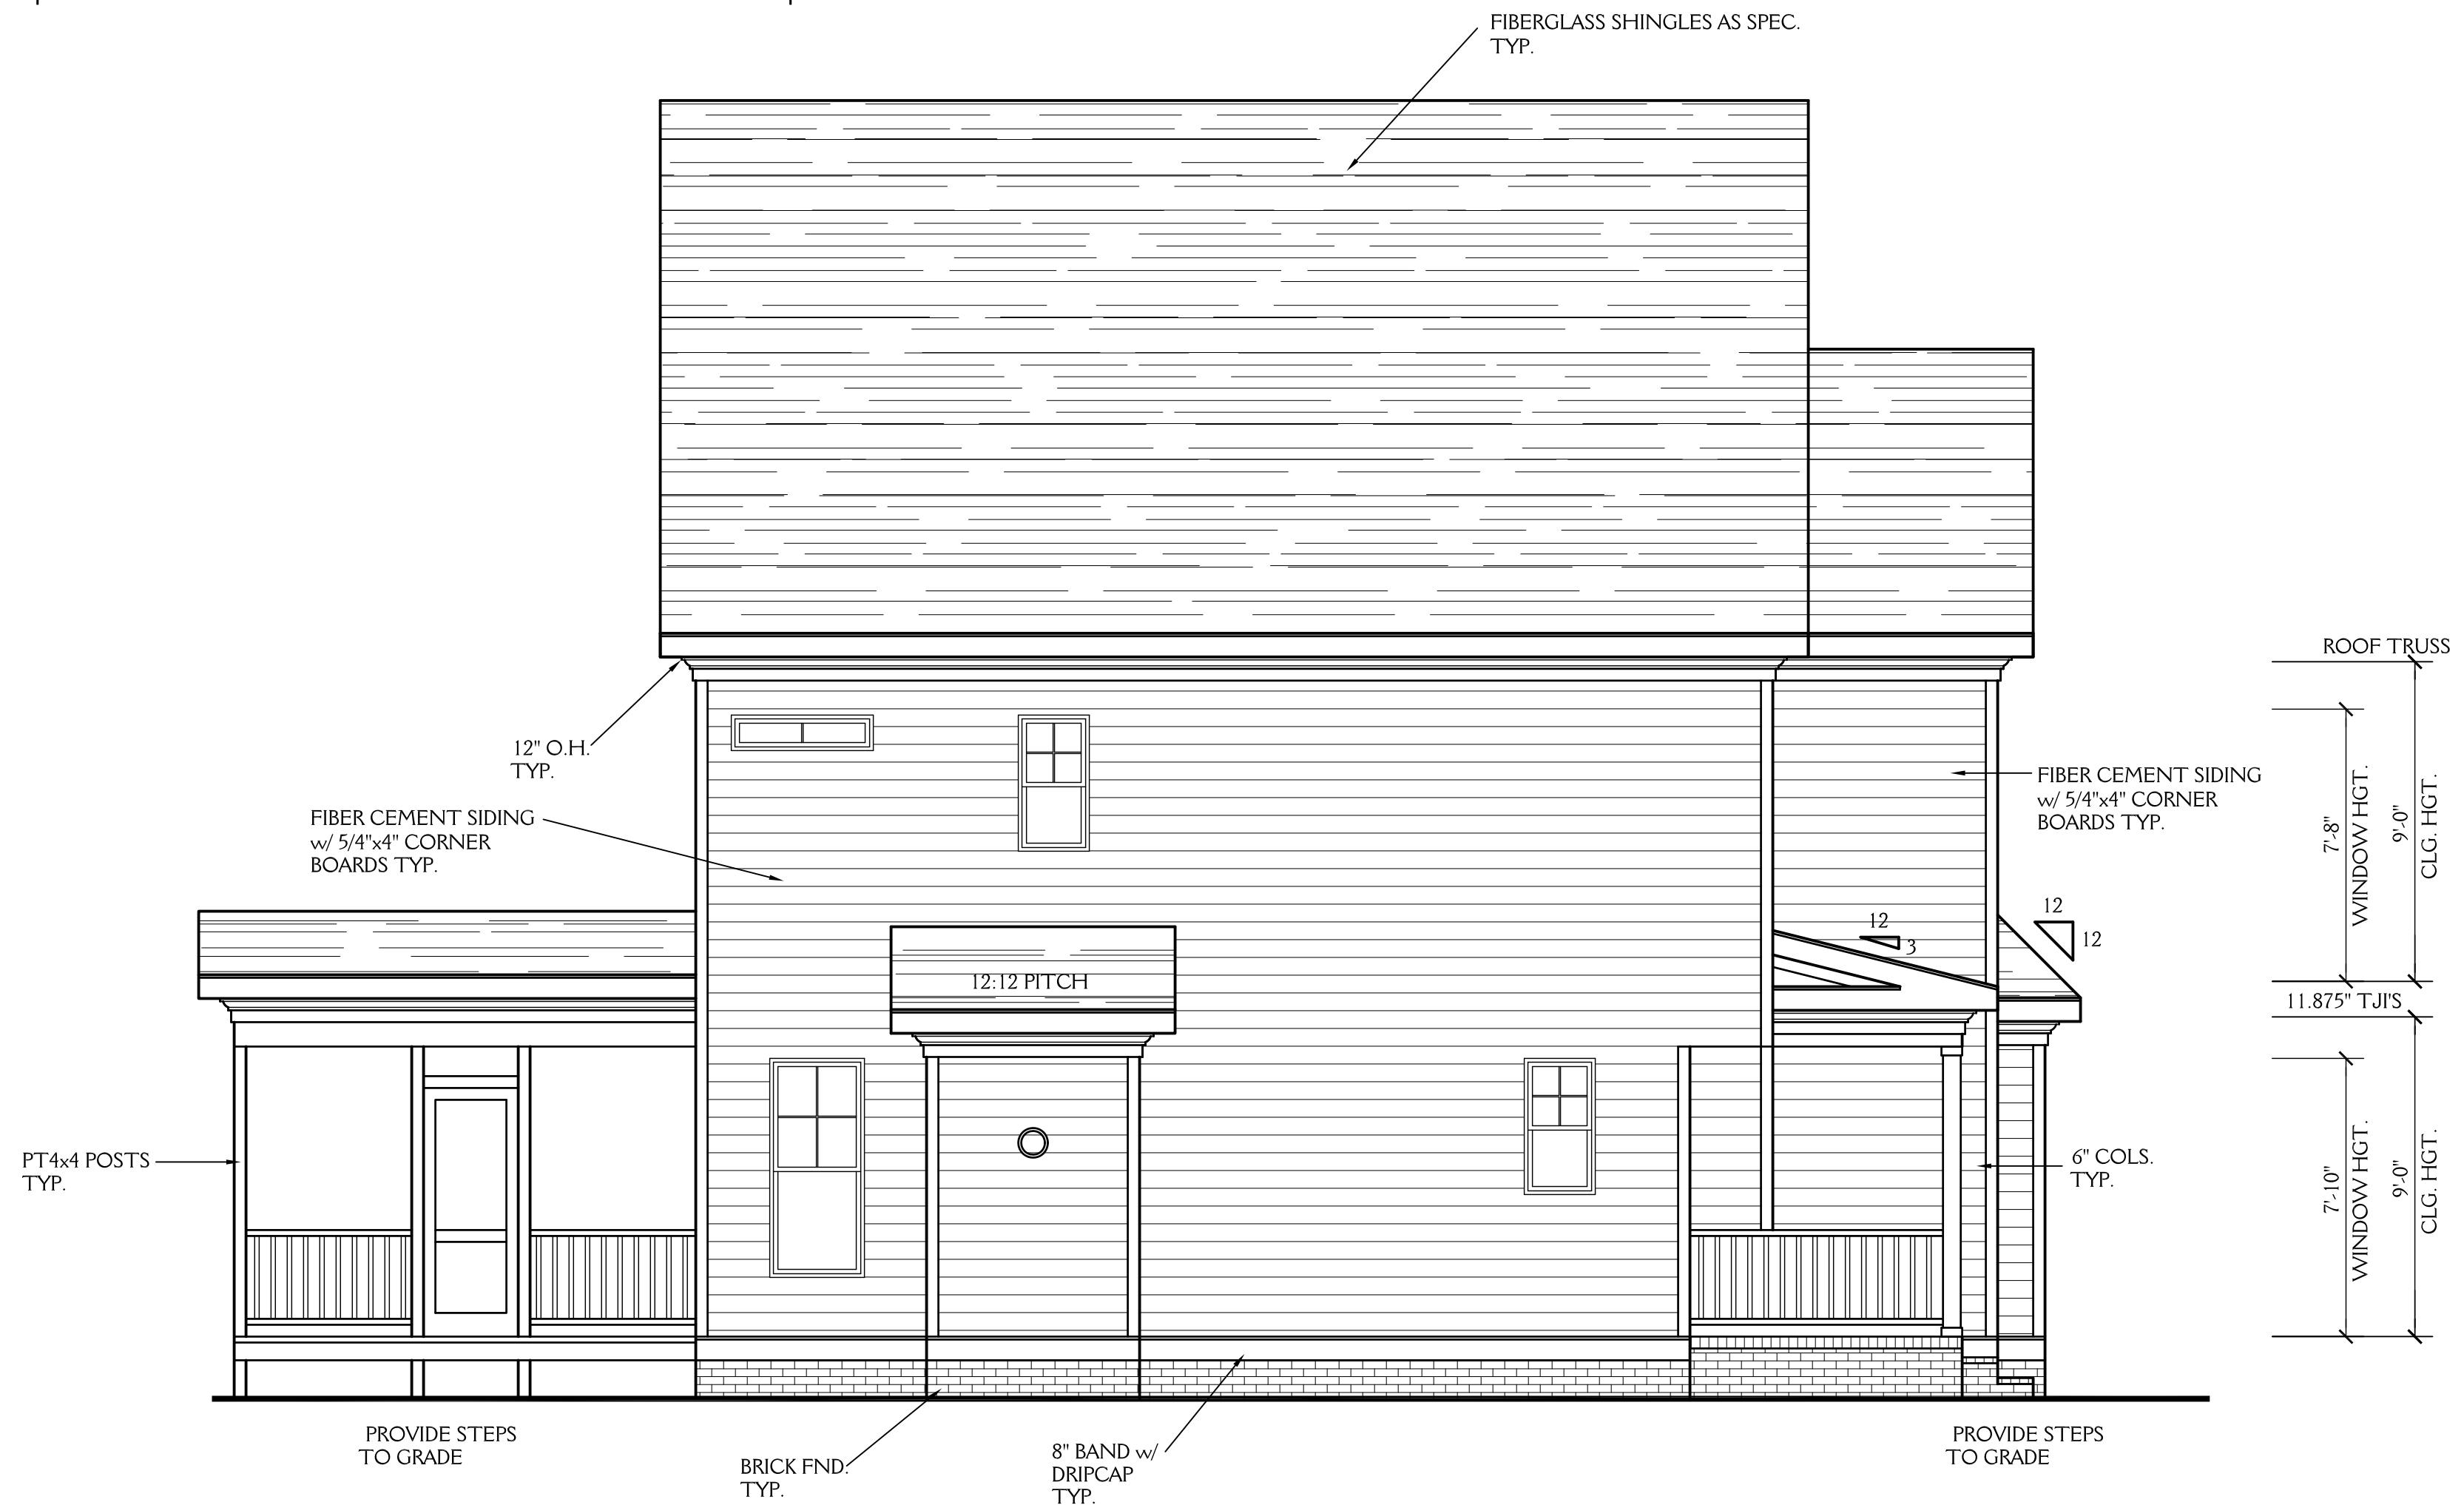 FIBERGLASS SHINGLES AS SPEC.
TYP.
ROOF TRUSS
12" O.H.
TYP.
FIBER CEMENT SIDING
w/ 5/4"x4" CORNER
BOARDS TYP.
FIBER CEMENT SIDING
w/ 5/4"x4" CORNER
BOARDS TYP.
7'-8"
WINDOW HGT.
9'-0"
CLG. HGT.
12
3
12
12
12:12 PITCH
11.875" TJI'S
PT4x4 POSTS
TYP.
6" COLS.
TYP.
7'-10"
WINDOW HGT.
9'-0"
CLG. HGT.
PROVIDE STEPS
TO GRADE
BRICK FND.
TYP.
8" BAND w/
DRIPCAP
TYP.
PROVIDE STEPS
TO GRADE